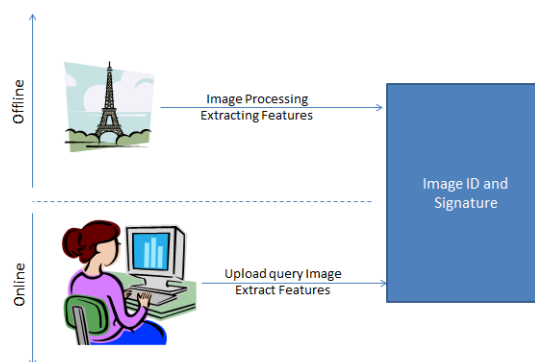 Offline
Image Processing
Extracting Features
Image ID and
Signature
Online
Upload query Image
Extract Features